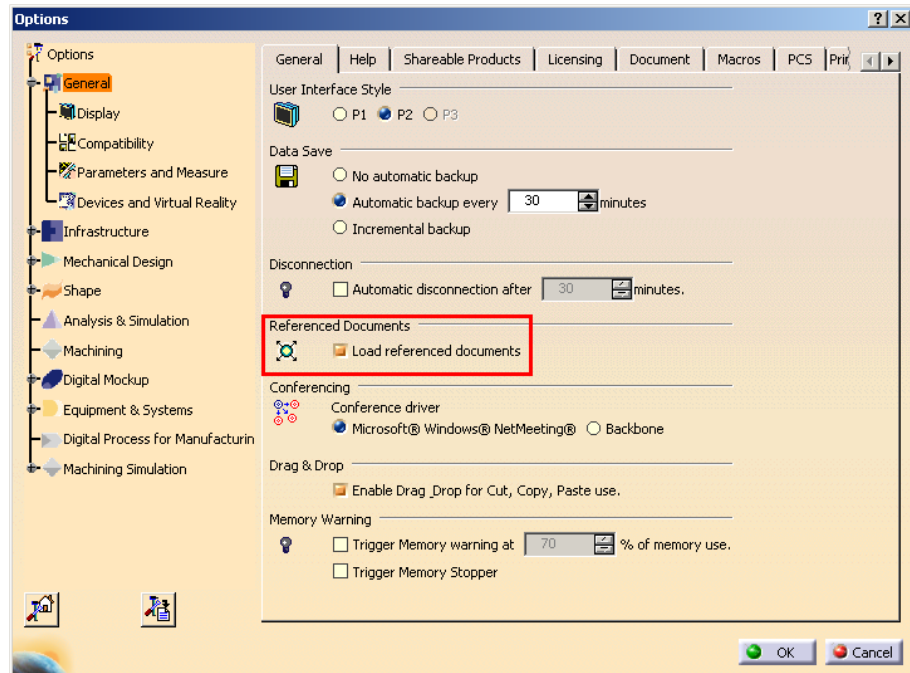 Options
Options
General
Display
Compatibility
Parameters and Measure
Devices and Virtual Reality
Infrastructure
Mechanical Design
Shape
Analysis & Simulation
Machining
Digital Mockup
Equipment & Systems
Digital Process for Manufacturin
Machining Simulation
General Help Shareable Products Licensing Document Macros PCS Prin
User Interface Style
P1 P2 P3
Data Save
No automatic backup
Automatic backup every 30 minutes
Incremental backup
Disconnection
Automatic disconnection after 30 minutes.
Referenced Documents
Load referenced documents
Conferencing
Conference driver
Microsoft® Windows® NetMeeting® Backbone
Drag & Drop
Enable Drag_Drop for Cut, Copy, Paste use.
Memory Warning
Trigger Memory warning at 70 % of memory use.
Trigger Memory Stopper
OK Cancel